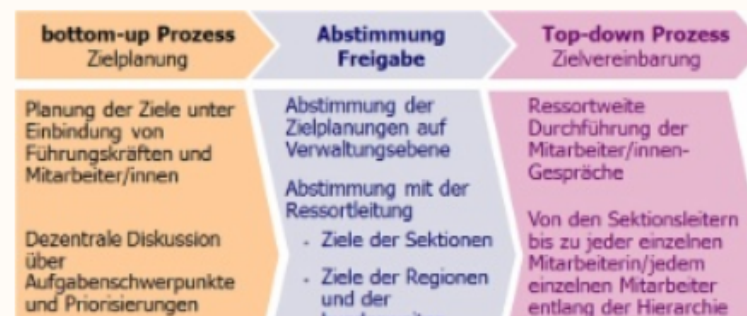 bottom-up Prozess
Zielplanung
Abstimmung
Freigabe
Top-down Prozess
Zielvereinbarung
Planung der Ziele unter
Einbindung von
Führungskräften und
Mitarbeiter/innen
Dezentrale Diskussion
über
Aufgabenschwerpunkte
und Priorisierungen
Abstimmung der
Zielplanungen auf
Verwaltungsebene
Abstimmung mit der
Ressortleitung
- Ziele der Sektionen
- Ziele der Regionen
und der
Ressortweite
Durchführung der
Mitarbeiter/innen-
Gespräche
Von den Sektionsleitern
bis zu jeder einzelnen
Mitarbeiterin/jedem
einzelnen Mitarbeiter
entlang der Hierarchie